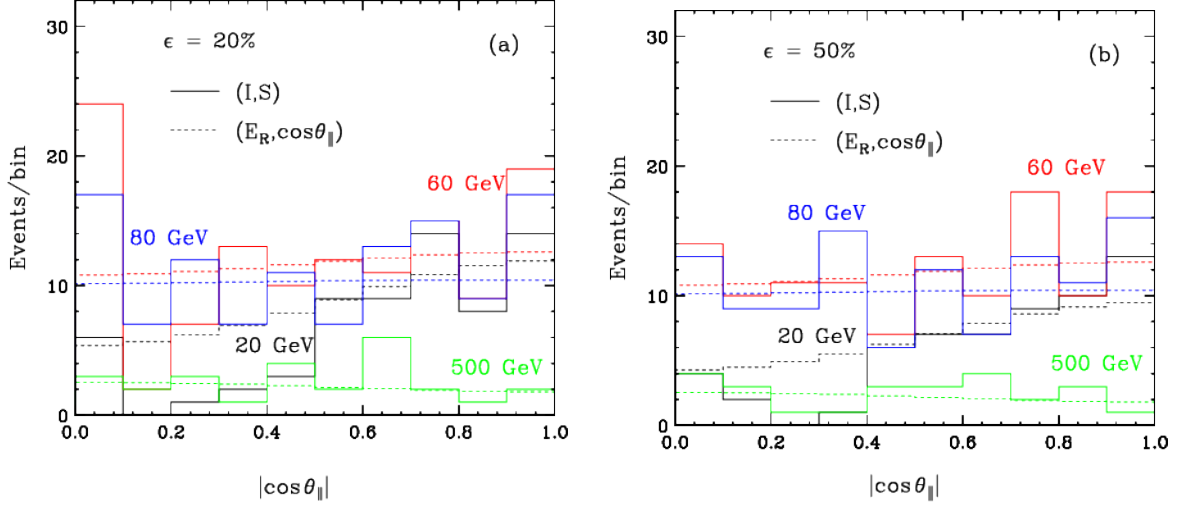 (a)
ϵ = 20%
(I,S)
(E_R,cosθ_∥)
60 GeV
80 GeV
20 GeV
500 GeV
Events/bin
30
20
10
0
0.0 0.2 0.4 0.6 0.8 1.0
|cosθ_∥|
(b)
ϵ = 50%
(I,S)
(E_R,cosθ_∥)
60 GeV
80 GeV
20 GeV
500 GeV
Events/bin
30
20
10
0
0.0 0.2 0.4 0.6 0.8 1.0
|cosθ_∥|